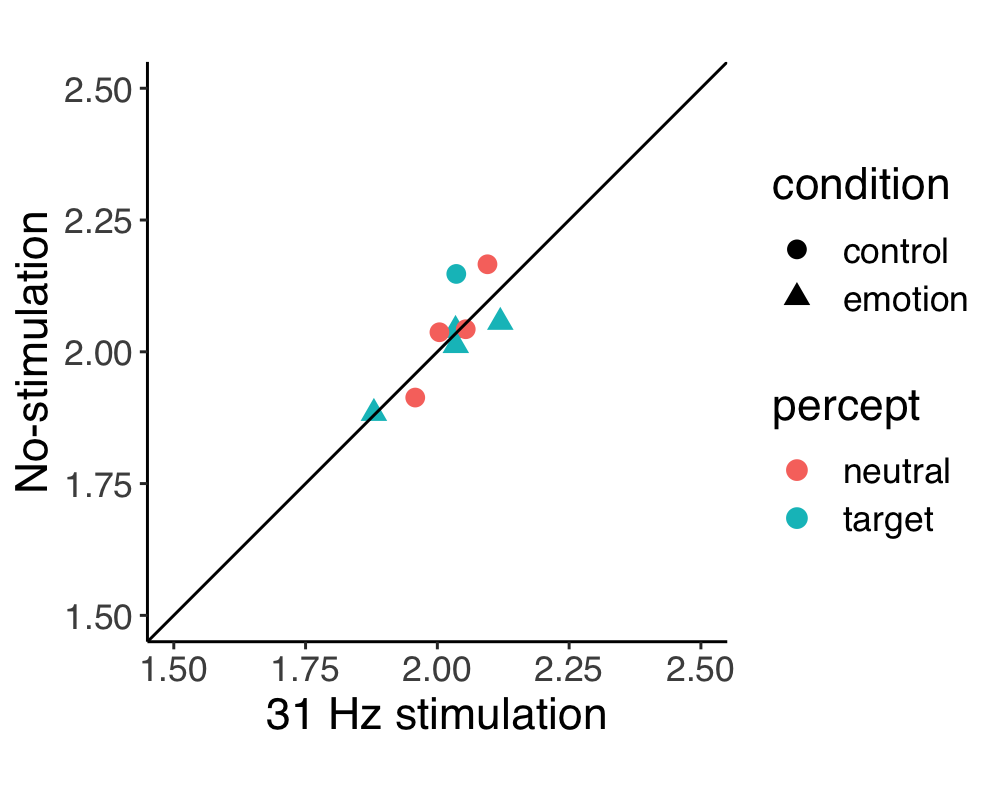 2.50
2.25
2.00
1.75
1.50
No-stimulation
1.50 1.75 2.00 2.25 2.50
31 Hz stimulation
condition
control
emotion
percept
neutral
target